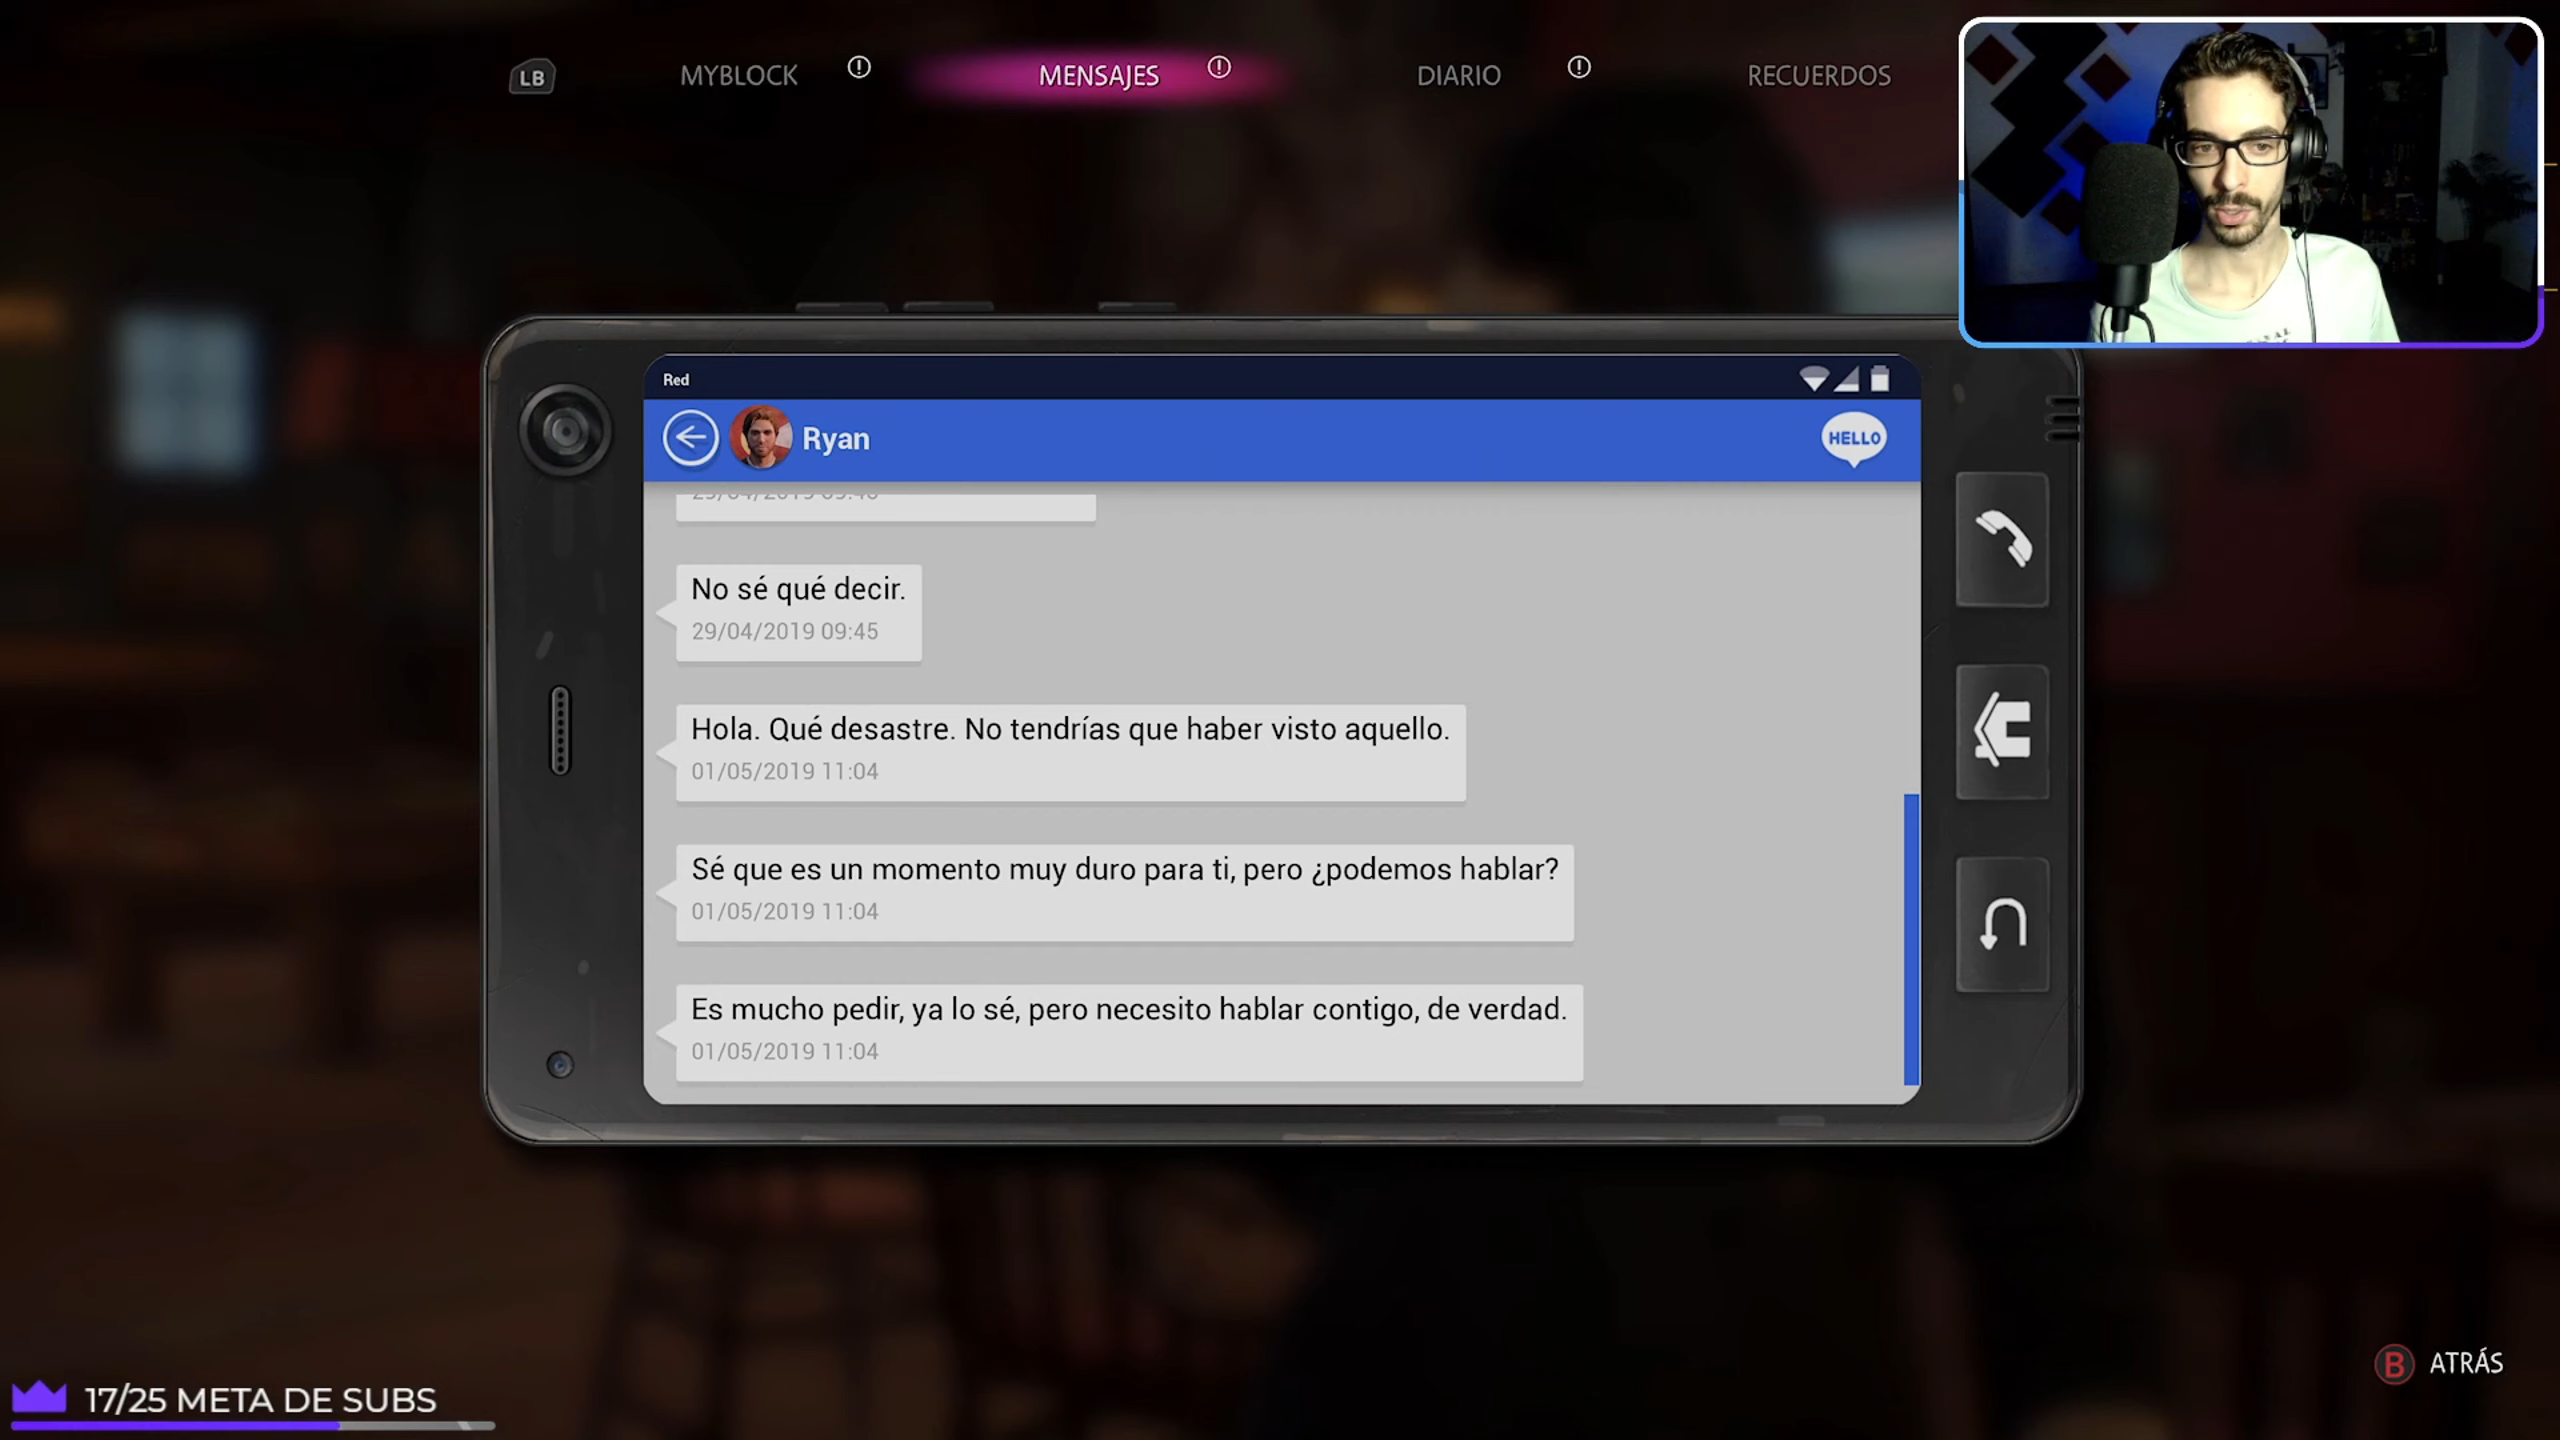 LB
MYBLOCK
MENSAJES
DIARIO
RECUERDOS
Red
Ryan
HELLO
No sé qué decir.
29/04/2019 09:45
Hola. Qué desastre. No tendrías que haber visto aquello.
01/05/2019 11:04
Sé que es un momento muy duro para ti, pero ¿podemos hablar?
01/05/2019 11:04
Es mucho pedir, ya lo sé, pero necesito hablar contigo, de verdad.
01/05/2019 11:04
B ATRÁS
17/25 META DE SUBS